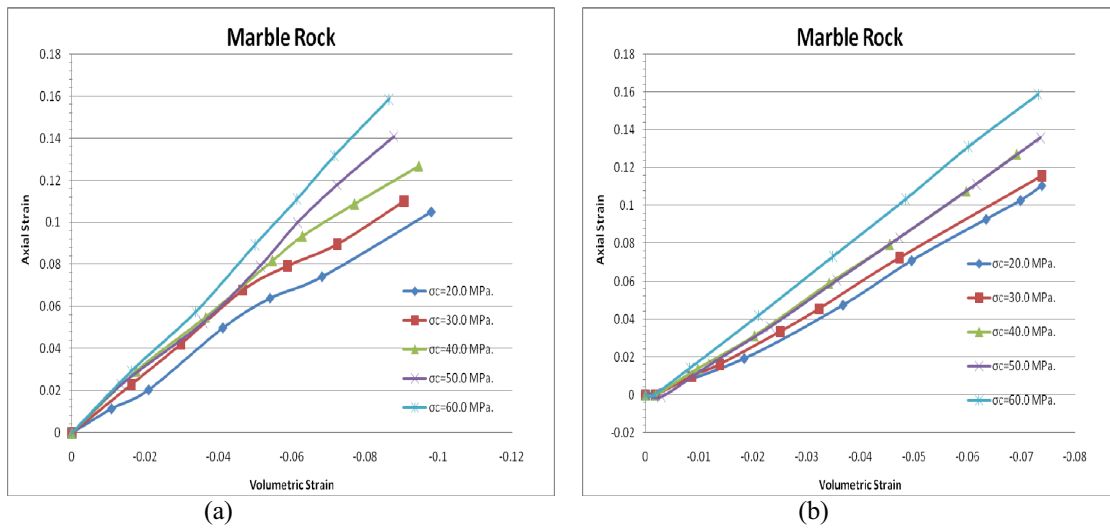 Marble Rock
0.18
0.16
0.14
0.12
0.1
0.08
0.06
0.04
0.02
0
Axial Strain
0 -0.02 -0.04 -0.06 -0.08 -0.1 -0.12
Volumetric Strain
σc=20.0 MPa.
σc=30.0 MPa.
σc=40.0 MPa.
σc=50.0 MPa.
σc=60.0 MPa.
(a)
Marble Rock
0.18
0.16
0.14
0.12
0.1
0.08
0.06
0.04
0.02
0
-0.02
Axial Strain
0 -0.01 -0.02 -0.03 -0.04 -0.05 -0.06 -0.07 -0.08
Volumetric Strain
σc=20.0 MPa.
σc=30.0 MPa.
σc=40.0 MPa.
σc=50.0 MPa.
σc=60.0 MPa.
(b)